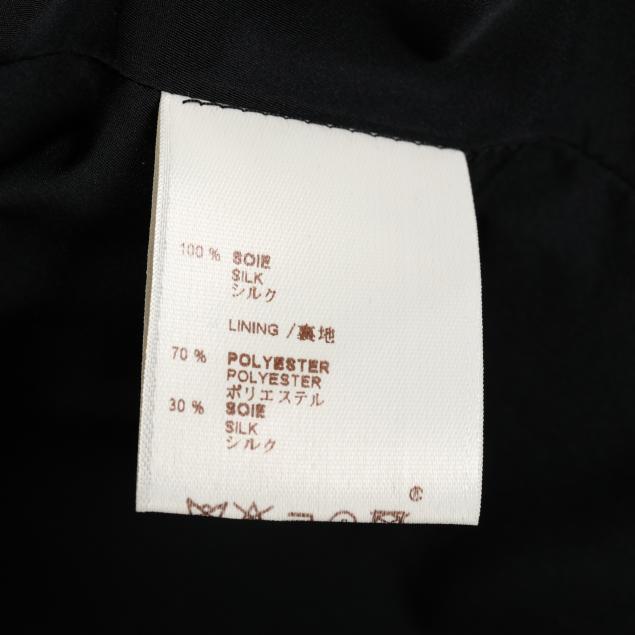 100 % SOIE
SILK
シルク
LINING / 裏地
70 % POLYESTER
POLYESTER
ポリエステル
30 % SOIE
SILK
シルク